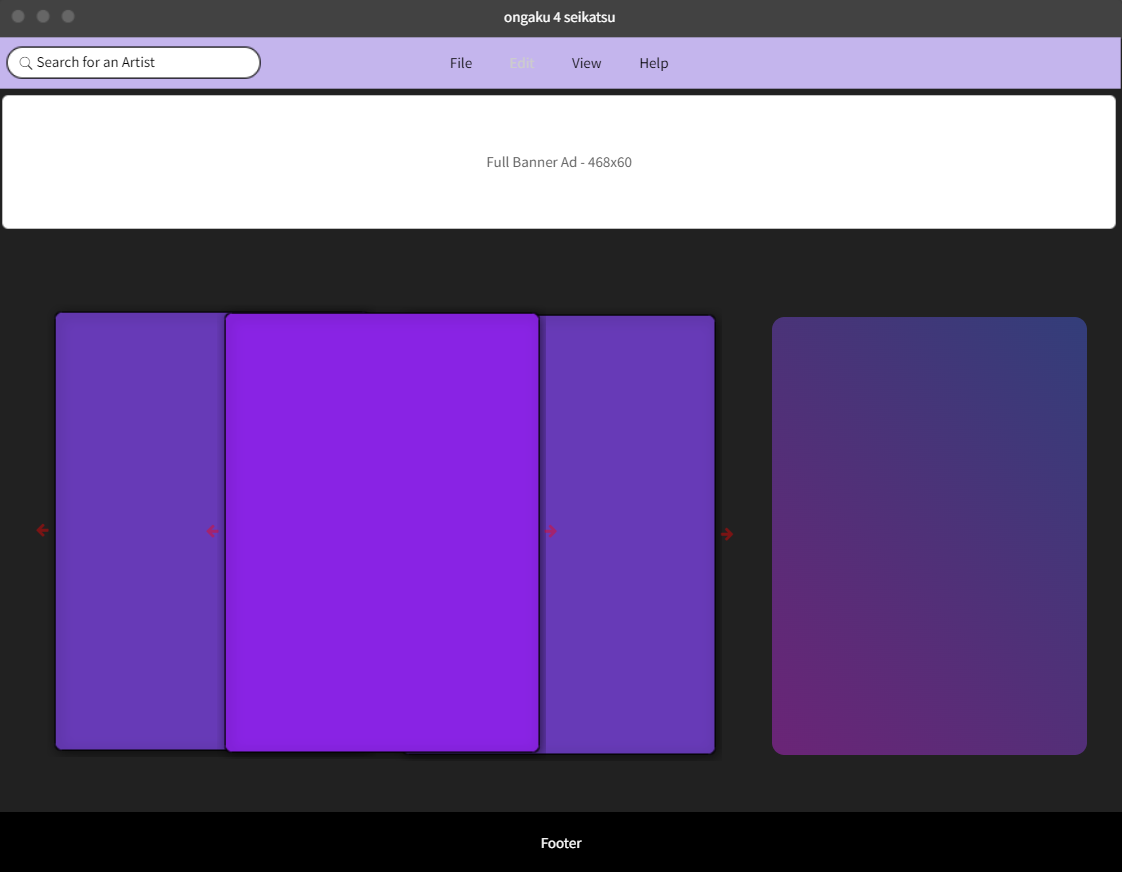 ongaku 4 seikatsu
Search for an Artist
File Edit View Help
Full Banner Ad - 468x60
Footer